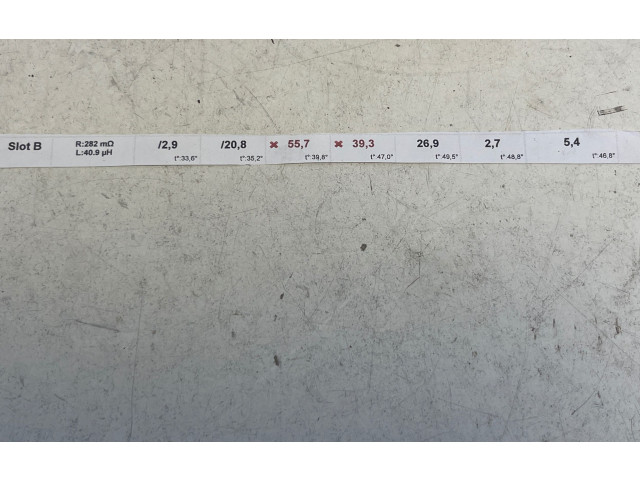 Slot B
R:282 mΩ
L:40.9 µH
/2,9
t°:33,6°
/20,8
t°:35,2°
✖ 55,7
t°:39,8°
✖ 39,3
t°:47,0°
26,9
t°:49,5°
2,7
t°:48,8°
5,4
t°:46,8°